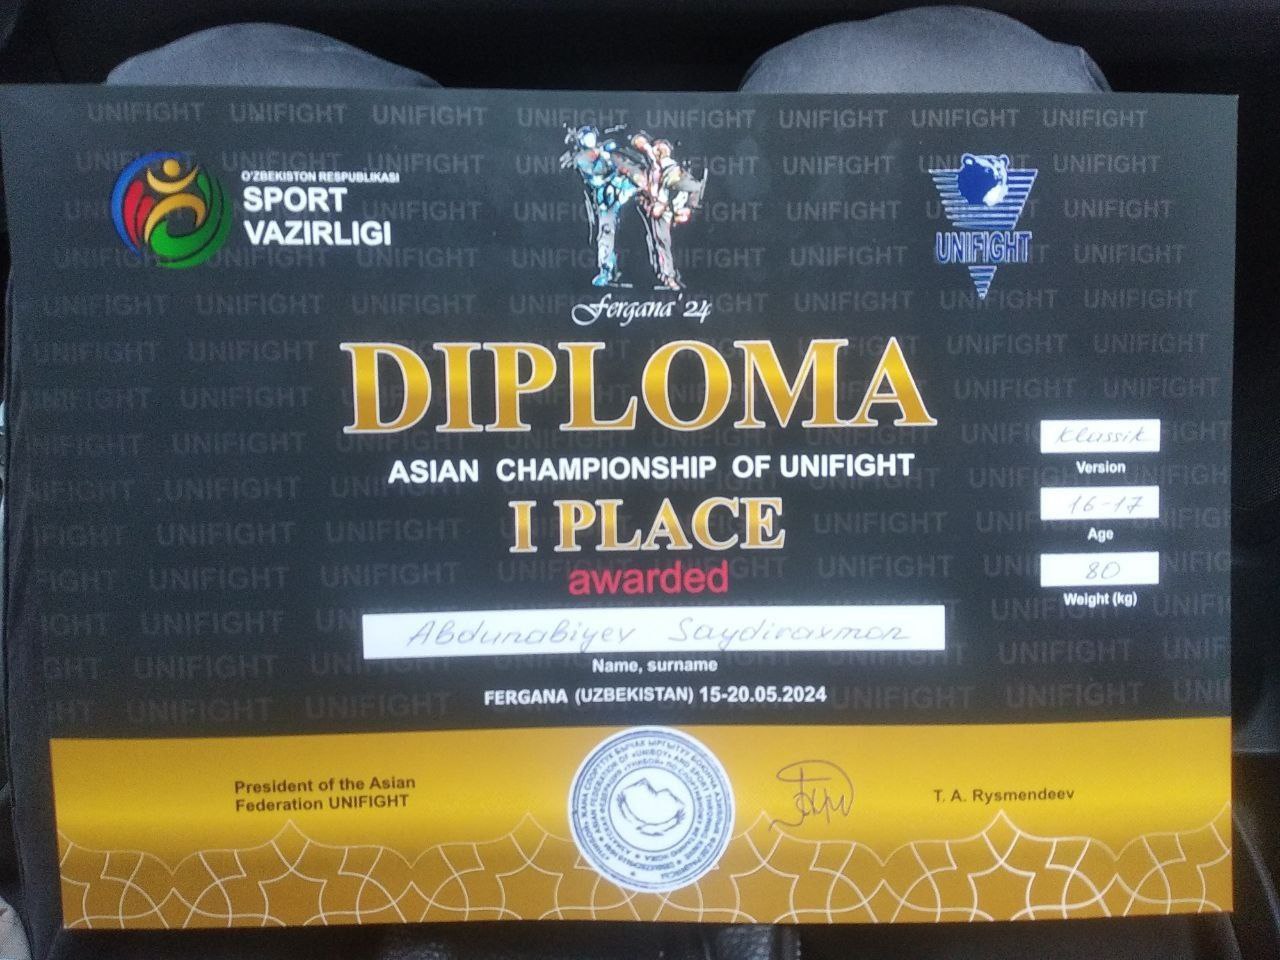 O'ZBEKISTON RESPUBLIKASI
SPORT
VAZIRLIGI
Fergana'24
UNIFIGHT
DIPLOMA
ASIAN CHAMPIONSHIP OF UNIFIGHT
I PLACE
awarded
Abdunabiyev Saydiraxmon
Name, surname
FERGANA (UZBEKISTAN) 15-20.05.2024
Klassik
Version
16-17
Age
80
Weight (kg)
President of the Asian
Federation UNIFIGHT
T. A. Rysmendeev